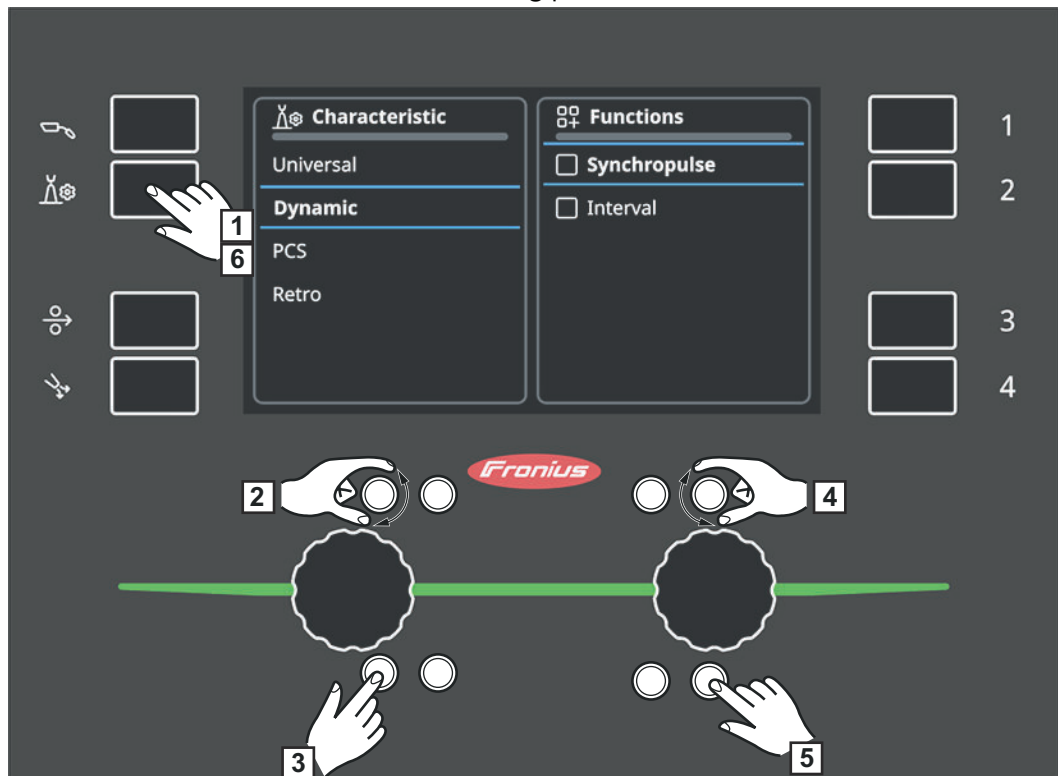 Characteristic
Universal
Dynamic
PCS
Retro
Functions
Synchropulse
Interval
1
2
3
4
1
6
Fronius
2
4
3
5